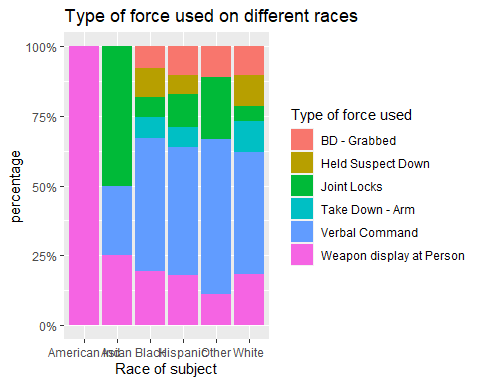 Type of force used on different races
100%
75%
50%
25%
0%
percentage
American Asian Black Hispanic Other White
Race of subject
Type of force used
BD - Grabbed
Held Suspect Down
Joint Locks
Take Down - Arm
Verbal Command
Weapon display at Person